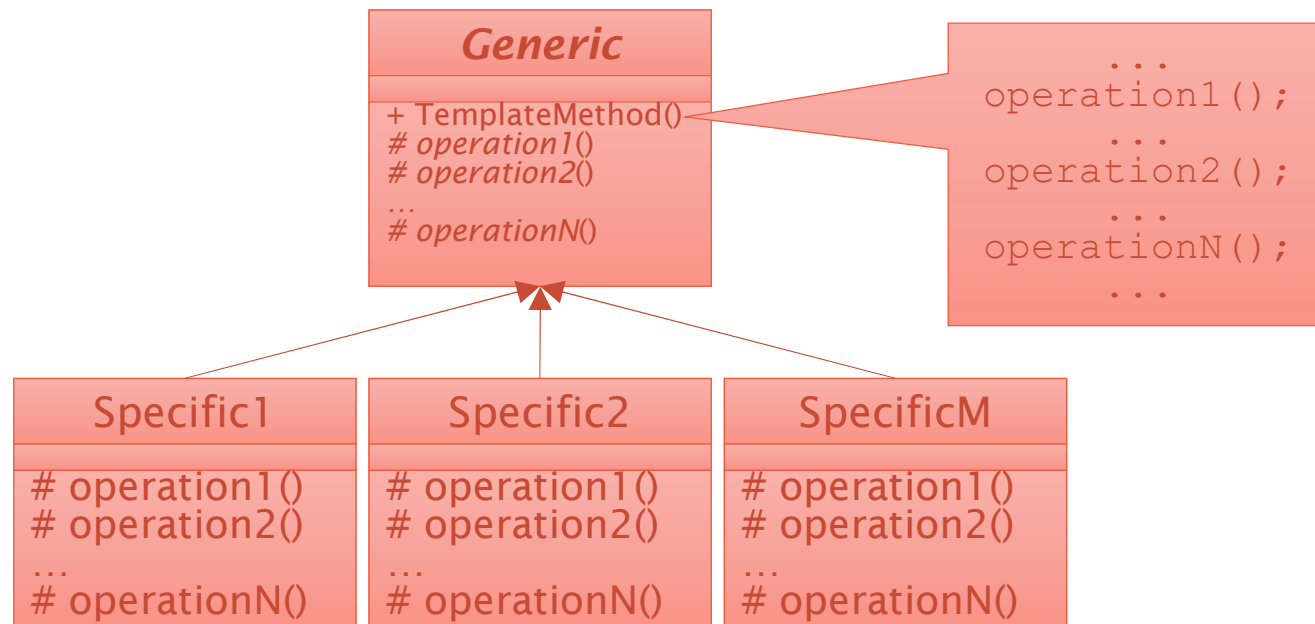 Generic
+ TemplateMethod()
# operation1()
# operation2()
...
# operationN()
...
operation1();
...
operation2();
...
operationN();
...
Specific1
# operation1()
# operation2()
...
# operationN()
Specific2
# operation1()
# operation2()
...
# operationN()
SpecificM
# operation1()
# operation2()
...
# operationN()